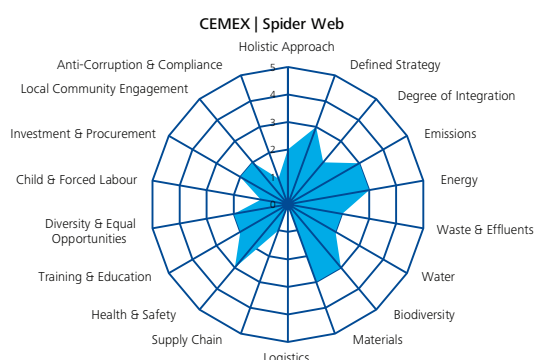 CEMEX | Spider Web
Holistic Approach
Anti-Corruption & Compliance
Defined Strategy
Local Community Engagement
Degree of Integration
Investment & Procurement
Emissions
Child & Forced Labour
Energy
Diversity & Equal
Opportunities
Waste & Effluents
Training & Education
Water
Health & Safety
Biodiversity
Supply Chain
Materials
Logistics
5
4
3
2
1
0